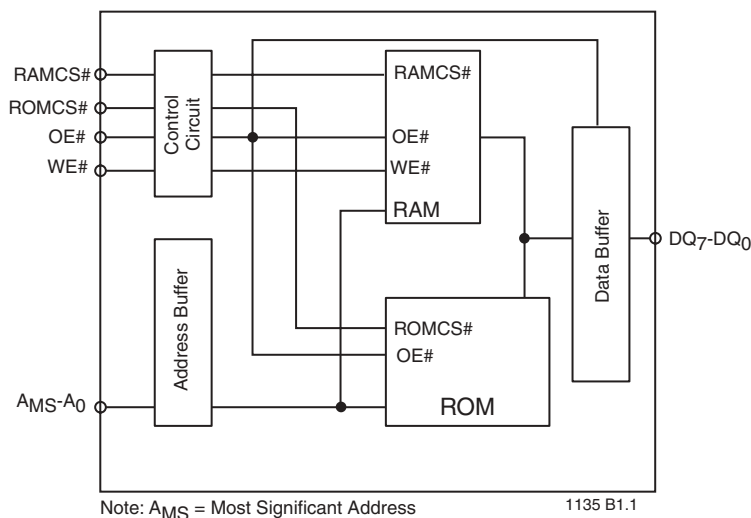 RAMCS#
ROMCS#
OE#
WE#
Control
Circuit
RAMCS#
OE#
WE#
RAM
Address Buffer
AMS-A0
ROMCS#
OE#
ROM
Data Buffer
DQ7-DQ0
Note: AMS = Most Significant Address
1135 B1.1